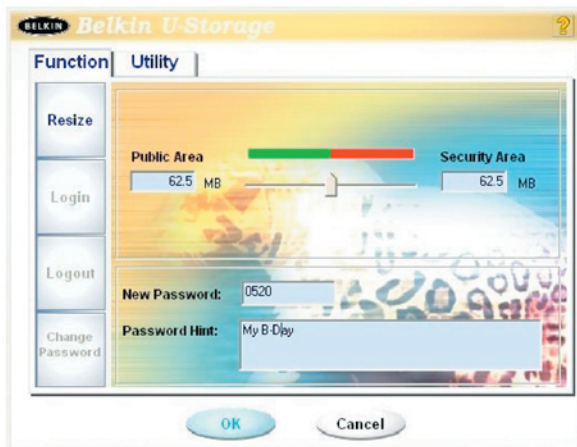 BELKIN Belkin U-Storage ?
Function Utility
Resize
Public Area Security Area
62.5 MB 62.5 MB
Login
Logout
New Password: 0520
Password Hint: My B-Day
Change
Password
OK Cancel